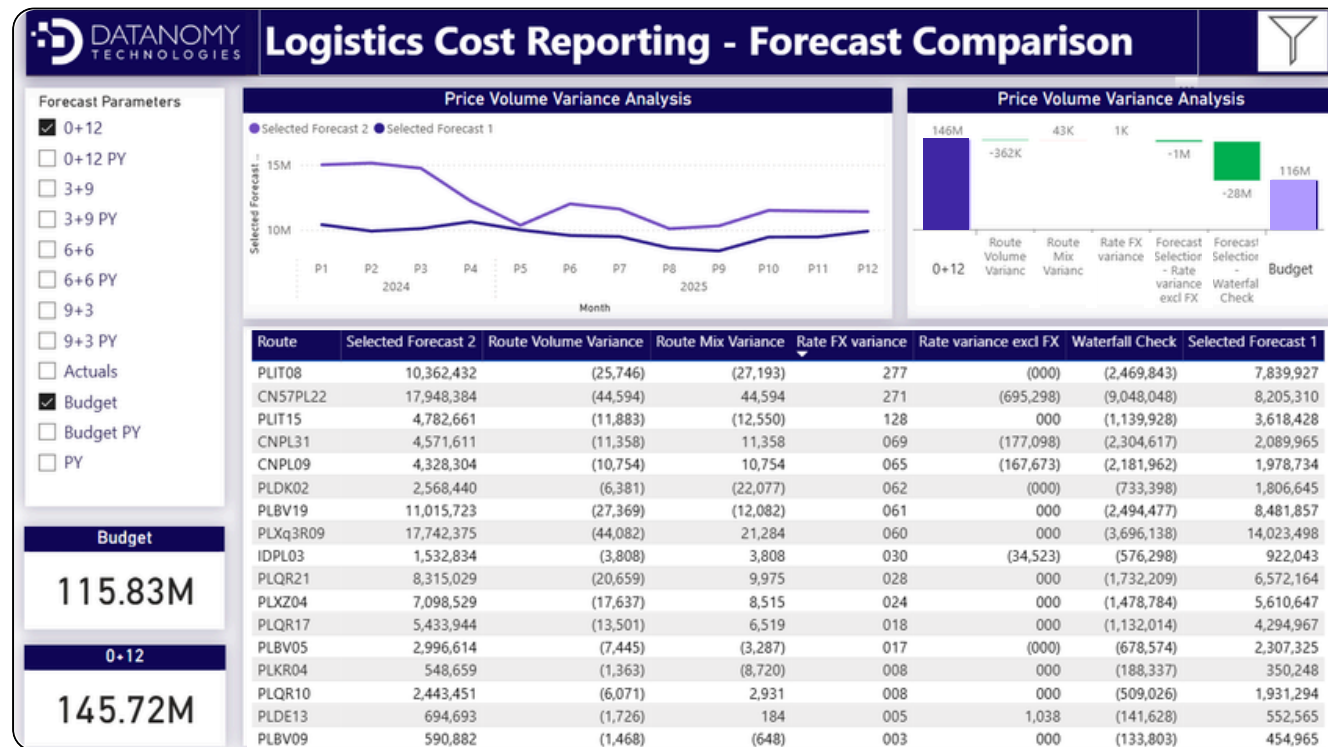 DATANOMY
TECHNOLOGIES
Logistics Cost Reporting - Forecast Comparison
Forecast Parameters
0+12
0+12 PY
3+9
3+9 PY
6+6
6+6 PY
9+3
9+3 PY
Actuals
Budget
Budget PY
PY
Budget
115.83M
0+12
145.72M
Price Volume Variance Analysis
Selected Forecast 2 Selected Forecast 1
Selected Forecast ...
15M
10M
P1 P2 P3 P4 P5 P6 P7 P8 P9 P10 P11 P12
2024 2025
Month
Price Volume Variance Analysis
146M -362K 43K 1K -1M -28M 116M
0+12
Route
Volume
Varianc
Route
Mix
Varianc
Rate FX
variance
Forecast
Selection
- Rate
variance
excl FX
Forecast
Selection
-
Waterfal
Check
Budget
Route Selected Forecast 2 Route Volume Variance Route Mix Variance Rate FX variance Rate variance excl FX Waterfall Check Selected Forecast 1
PLIT08 10,362,432 (25,746) (27,193) 277 (000) (2,469,843) 7,839,927
CN57PL22 17,948,384 (44,594) 44,594 271 (695,298) (9,048,048) 8,205,310
PLIT15 4,782,661 (11,883) (12,550) 128 000 (1,139,928) 3,618,428
CNPL31 4,571,611 (11,358) 11,358 069 (177,098) (2,304,617) 2,089,965
CNPL09 4,328,304 (10,754) 10,754 065 (167,673) (2,181,962) 1,978,734
PLDK02 2,568,440 (6,381) (22,077) 062 (000) (733,398) 1,806,645
PLBV19 11,015,723 (27,369) (12,082) 061 000 (2,494,477) 8,481,857
PLXq3R09 17,742,375 (44,082) 21,284 060 000 (3,696,138) 14,023,498
IDPL03 1,532,834 (3,808) 3,808 030 (34,523) (576,298) 922,043
PLQR21 8,315,029 (20,659) 9,975 028 000 (1,732,209) 6,572,164
PLXZ04 7,098,529 (17,637) 8,515 024 000 (1,478,784) 5,610,647
PLQR17 5,433,944 (13,501) 6,519 018 000 (1,132,014) 4,294,967
PLBV05 2,996,614 (7,445) (3,287) 017 (000) (678,574) 2,307,325
PLKR04 548,659 (1,363) (8,720) 008 000 (188,337) 350,248
PLQR10 2,443,451 (6,071) 2,931 008 000 (509,026) 1,931,294
PLDE13 694,693 (1,726) 184 005 1,038 (141,628) 552,565
PLBV09 590,882 (1,468) (648) 003 000 (133,803) 454,965